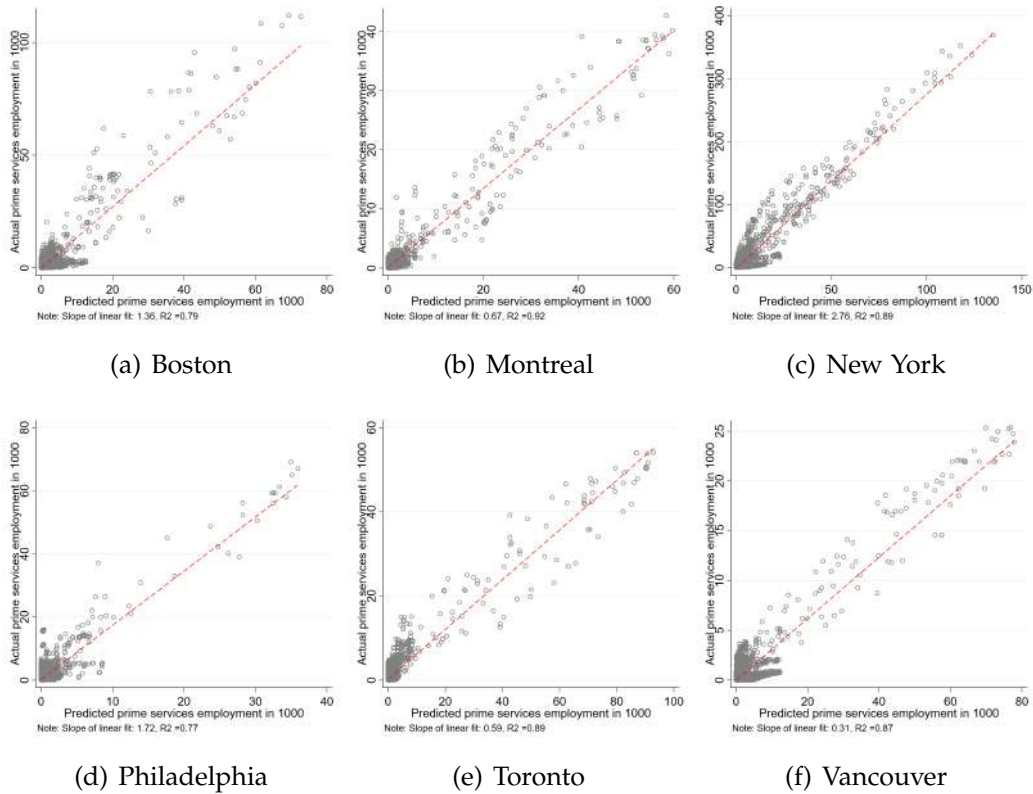 Actual prime services employment in 1000
0 50 100
0 20 40 60 80
Predicted prime services employment in 1000
Note: Slope of linear fit: 1.36, R2 =0.79
(a) Boston
Actual prime services employment in 1000
0 10 20 30 40
0 20 40 60
Predicted prime services employment in 1000
Note: Slope of linear fit: 0.67, R2 =0.92
(b) Montreal
Actual prime services employment in 1000
0 100 200 300 400
0 50 100 150
Predicted prime services employment in 1000
Note: Slope of linear fit: 2.76, R2 =0.89
(c) New York
Actual prime services employment in 1000
0 20 40 60 80
0 10 20 30 40
Predicted prime services employment in 1000
Note: Slope of linear fit: 1.72, R2 =0.77
(d) Philadelphia
Actual prime services employment in 1000
0 20 40 60
0 20 40 60 80 100
Predicted prime services employment in 1000
Note: Slope of linear fit: 0.59, R2 =0.89
(e) Toronto
Actual prime services employment in 1000
0 5 10 15 20 25
0 20 40 60 80
Predicted prime services employment in 1000
Note: Slope of linear fit: 0.31, R2 =0.87
(f) Vancouver